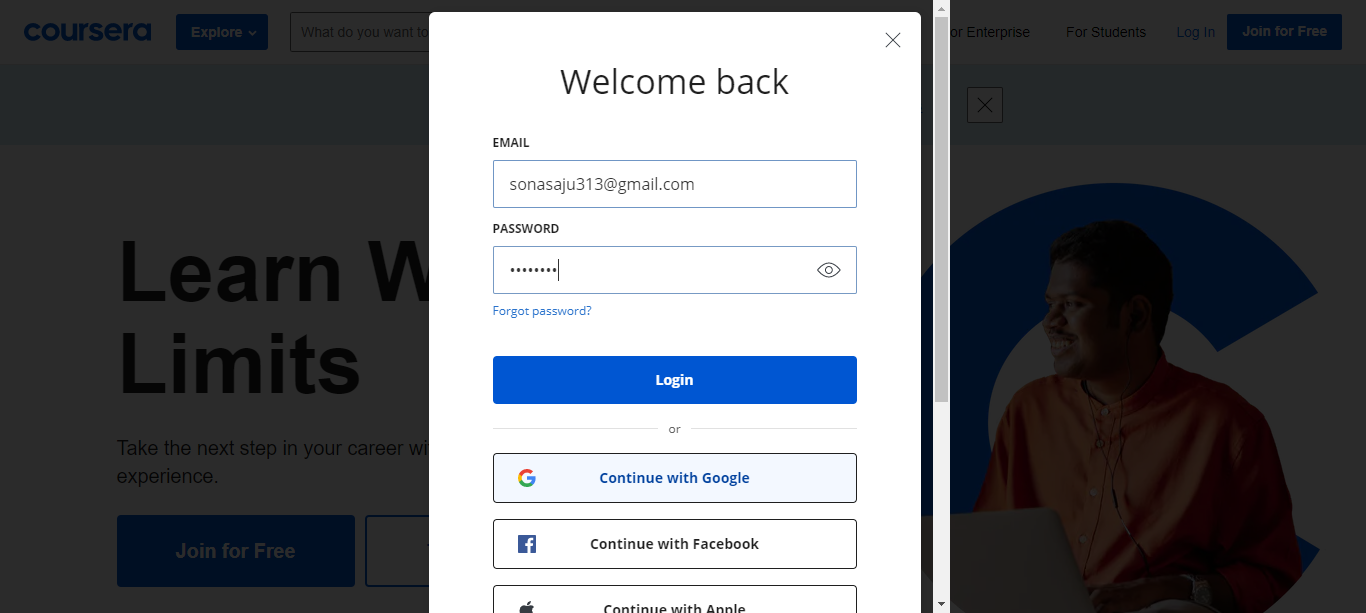 coursera
Explore
What do you want to
or Enterprise
For Students
Log In
Join for Free
Welcome back
EMAIL
sonasaju313@gmail.com
PASSWORD
••••••••
Forgot password?
Login
or
Continue with Google
Continue with Facebook
Continue with Apple
Learn W
Limits
Take the next step in your career wi
experience.
Join for Free